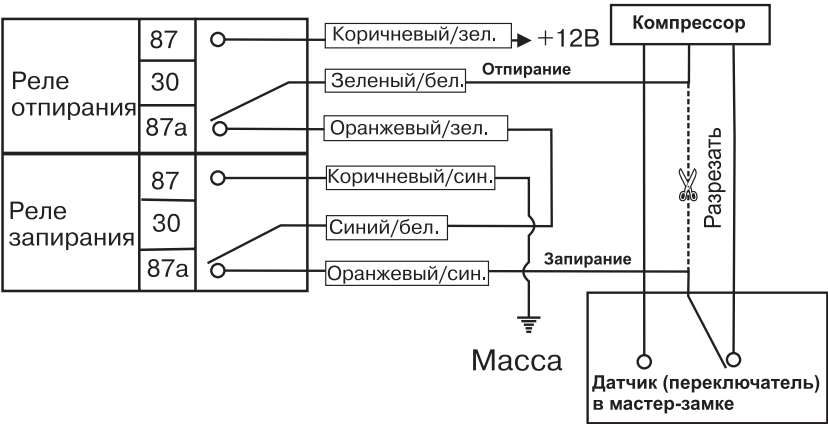 Реле
отпирания
87
30
87a
Коричневый/зел.
+12В
Зеленый/бел.
Отпирание
Оранжевый/зел.
Реле
запирания
87
30
87a
Коричневый/син.
Синий/бел.
Оранжевый/син.
Запирание
Масса
Компрессор
Разрезать
Датчик (переключатель)
в мастер-замке